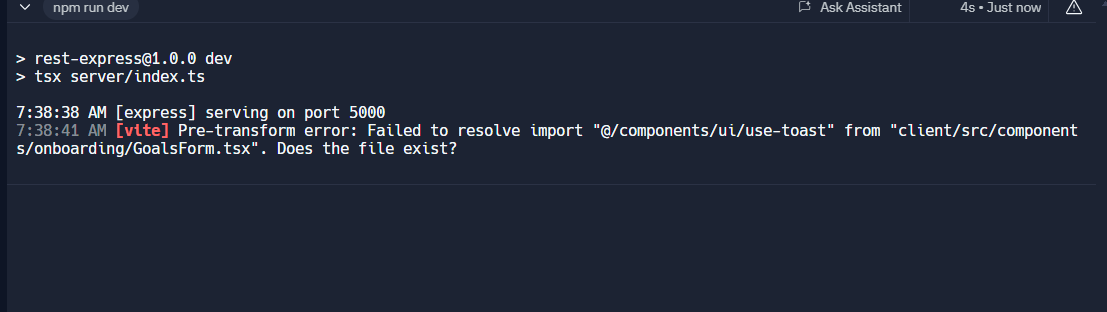 npm run dev
Ask Assistant
4s • Just now
> rest-express@1.0.0 dev
> tsx server/index.ts
7:38:38 AM [express] serving on port 5000
7:38:41 AM [vite] Pre-transform error: Failed to resolve import "@/components/ui/use-toast" from "client/src/component
s/onboarding/GoalsForm.tsx". Does the file exist?